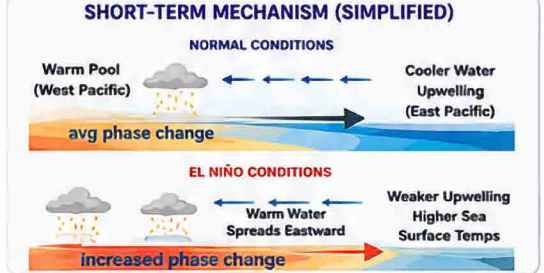 SHORT-TERM MECHANISM (SIMPLIFIED)
NORMAL CONDITIONS
Warm Pool
(West Pacific)
Cooler Water
Upwelling
(East Pacific)
avg phase change
EL NIÑO CONDITIONS
Warm Water
Spreads Eastward
Weaker Upwelling
Higher Sea
Surface Temps
increased phase change